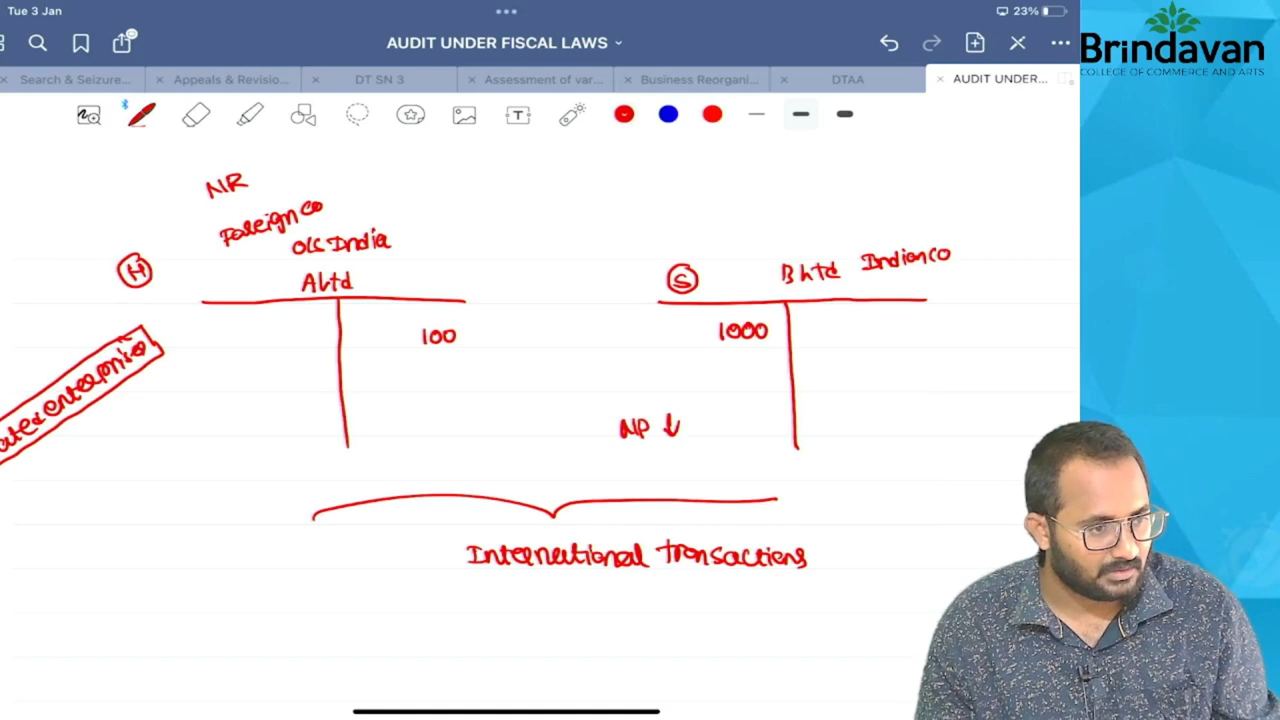 Tue 3 Jan
23%
Brindavan
COLLEGE OF COMMERCE AND ARTS
AUDIT UNDER FISCAL LAWS
Search & Seizure...
Appeals & Revisio...
DT SN 3
Assessment of var...
Business Reorgani...
DTAA
AUDIT UNDER...
T
NR
Foreign co
O/S India
H
A Ltd
S
B Ltd
Indian co
100
1000
enterprise
NP ↓
International transactions